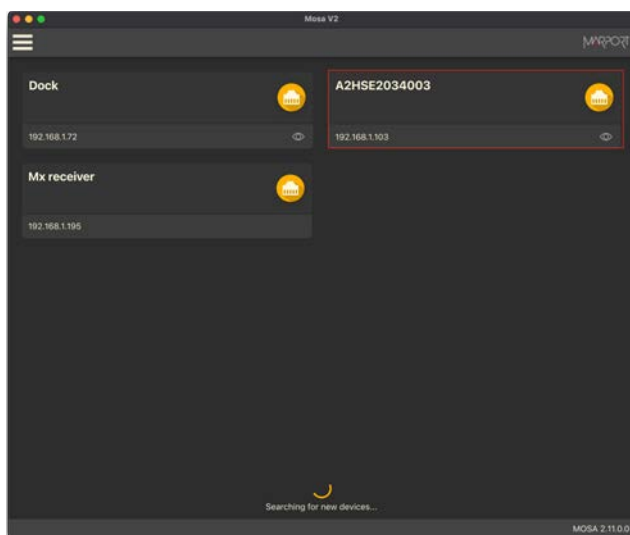 Mosa V2
MARPORT
Dock
192.168.1.72
A2HSE2034003
192.168.1.103
Mx receiver
192.168.1.195
Searching for new devices...
MOSA 2.11.0.0